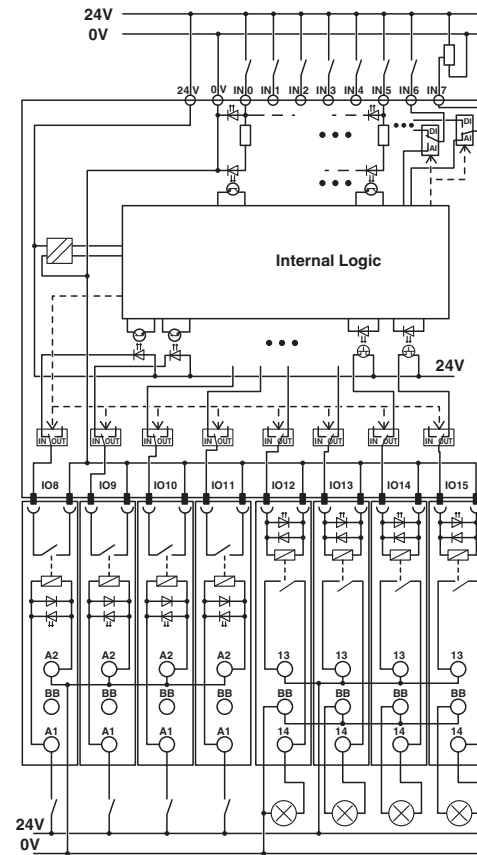 24V
0V
24 V 0 V IN 0 IN 1 IN 2 IN 3 IN 4 IN 5 IN 6 IN 7
DI
DI
AI
AI
Internal Logic
24V
IN OUT IN OUT IN OUT IN OUT IN OUT IN OUT IN OUT IN OUT
IO8 IO9 IO10 IO11 IO12 IO13 IO14 IO15
A2 A2 A2 A2 13 13 13 13
BB BB BB BB BB BB BB BB
A1 A1 A1 A1 14 14 14 14
24V
0V